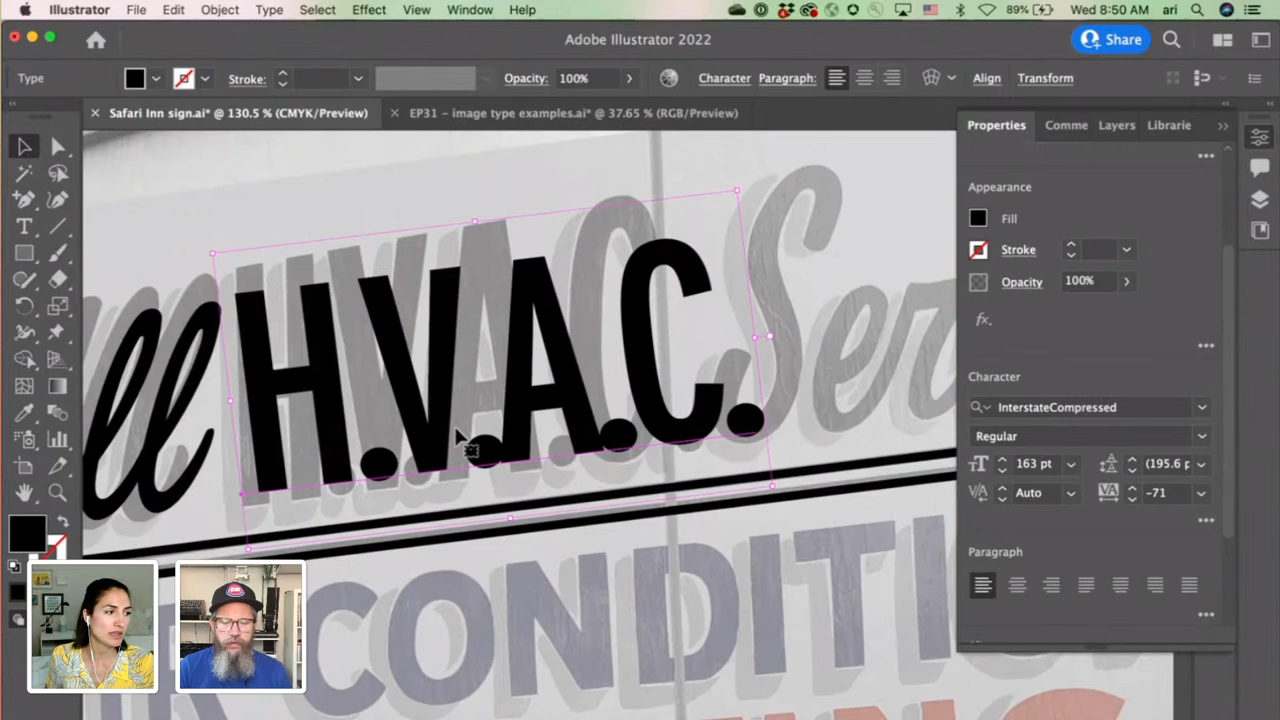 Illustrator File Edit Object Type Select Effect View Window Help 89% Wed 8:50 AM ari
Adobe Illustrator 2022 Share
Type Stroke: Opacity: 100% Character Paragraph: Align Transform
Safari Inn sign.ai* @ 130.5 % (CMYK/Preview) EP31 - image type examples.ai* @ 37.65 % (RGB/Preview)
Properties Comme Layers Librarie
Appearance
Fill
Stroke
Opacity 100%
fx.
Character
InterstateCompressed
Regular
163 pt (195.6 p
Auto -71
Paragraph
ll H.V.A.C. Ser
CONDITI